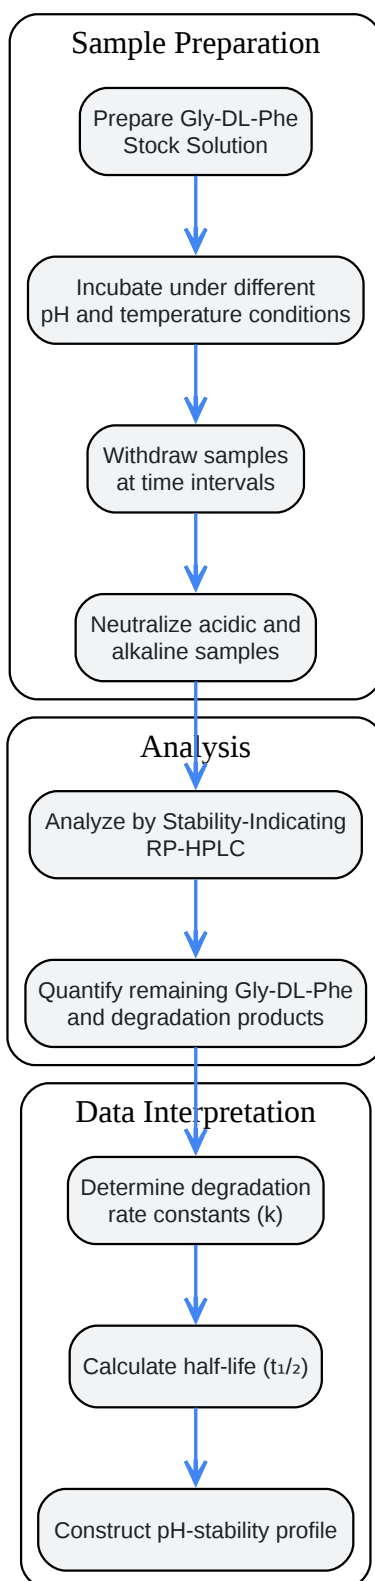 Sample Preparation
Prepare Gly-DL-Phe
Stock Solution
Incubate under different
pH and temperature conditions
Withdraw samples
at time intervals
Neutralize acidic and
alkaline samples
Analysis
Analyze by Stability-Indicating
RP-HPLC
Quantify remaining Gly-DL-Phe
and degradation products
Data Interpretation
Determine degradation
rate constants (k)
Calculate half-life (t₁/₂)
Construct pH-stability profile